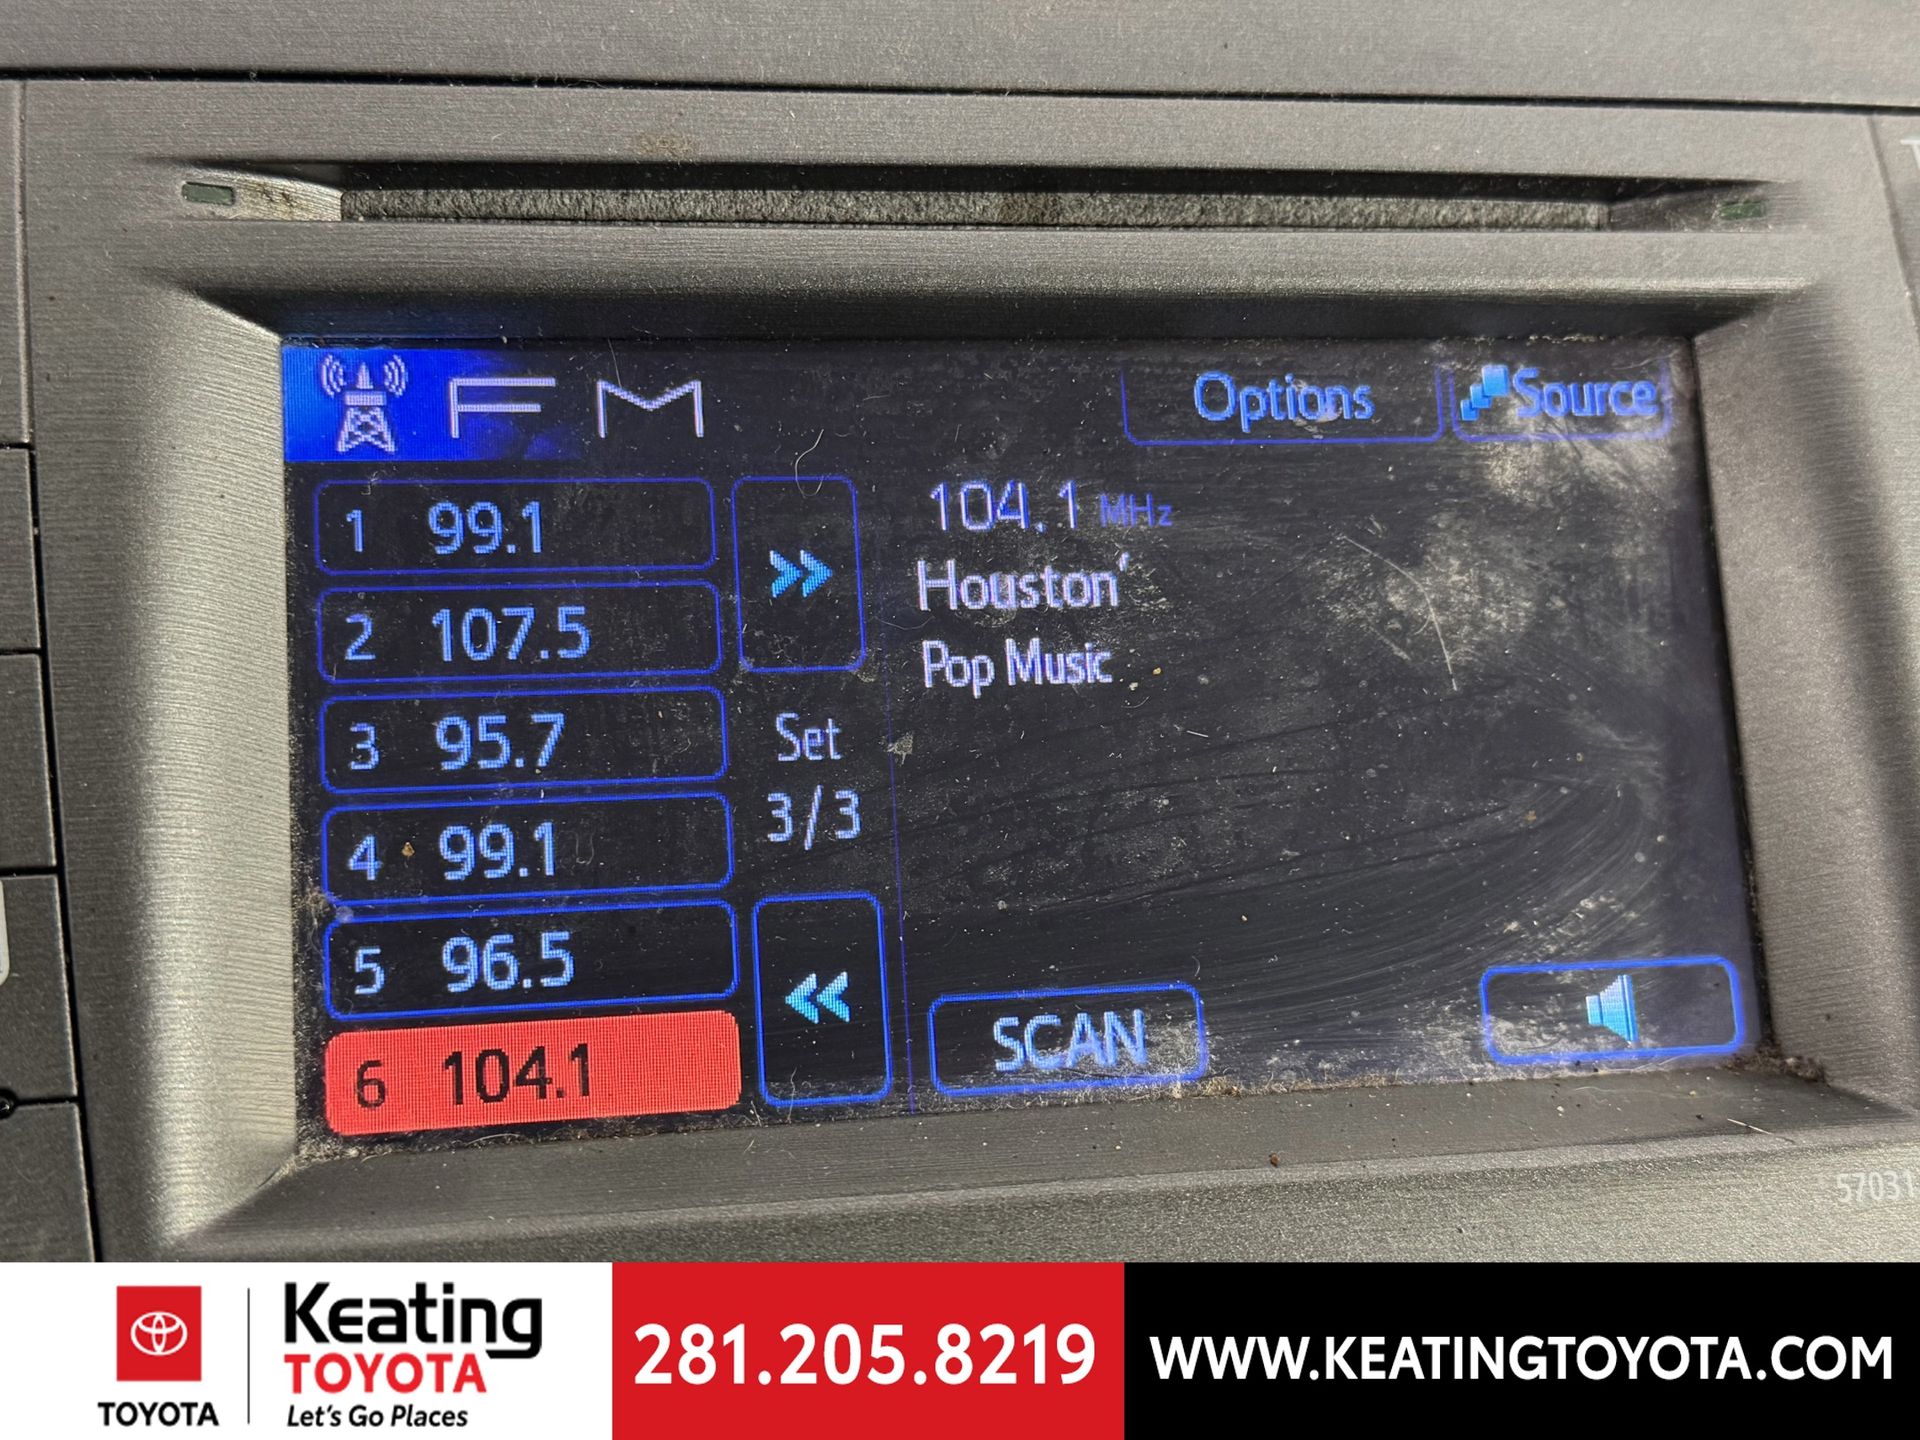 FM
Options
Source
1 99.1
2 107.5
3 95.7
4 99.1
5 96.5
6 104.1
>>
Set
3/3
<<
104.1 MHz
Houston'
Pop Music
SCAN
57031
TOYOTA
Keating
TOYOTA
Let's Go Places
281.205.8219
WWW.KEATINGTOYOTA.COM